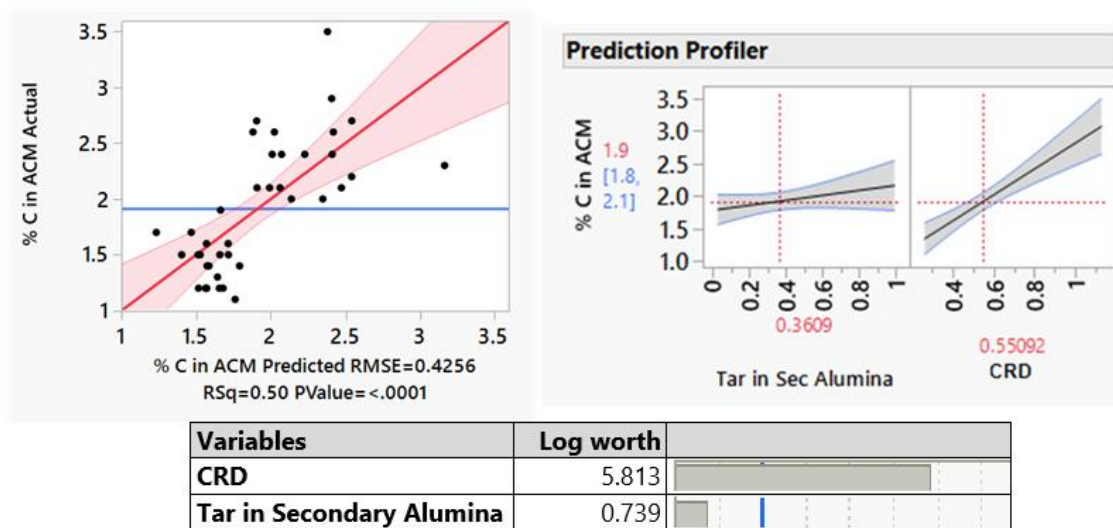 3.5
3
2.5
2
1.5
1
% C in ACM Actual
1 1.5 2 2.5 3 3.5
% C in ACM Predicted RMSE=0.4256
RSq=0.50 PValue=<.0001
Prediction Profiler
% C in ACM
1.9
[1.8,
2.1]
3.5
3.0
2.5
2.0
1.5
1.0
0 0.2 0.4 0.6 0.8 1
0.3609
Tar in Sec Alumina
0.4 0.6 0.8 1
0.55092
CRD
Variables Log worth
CRD 5.813
Tar in Secondary Alumina 0.739